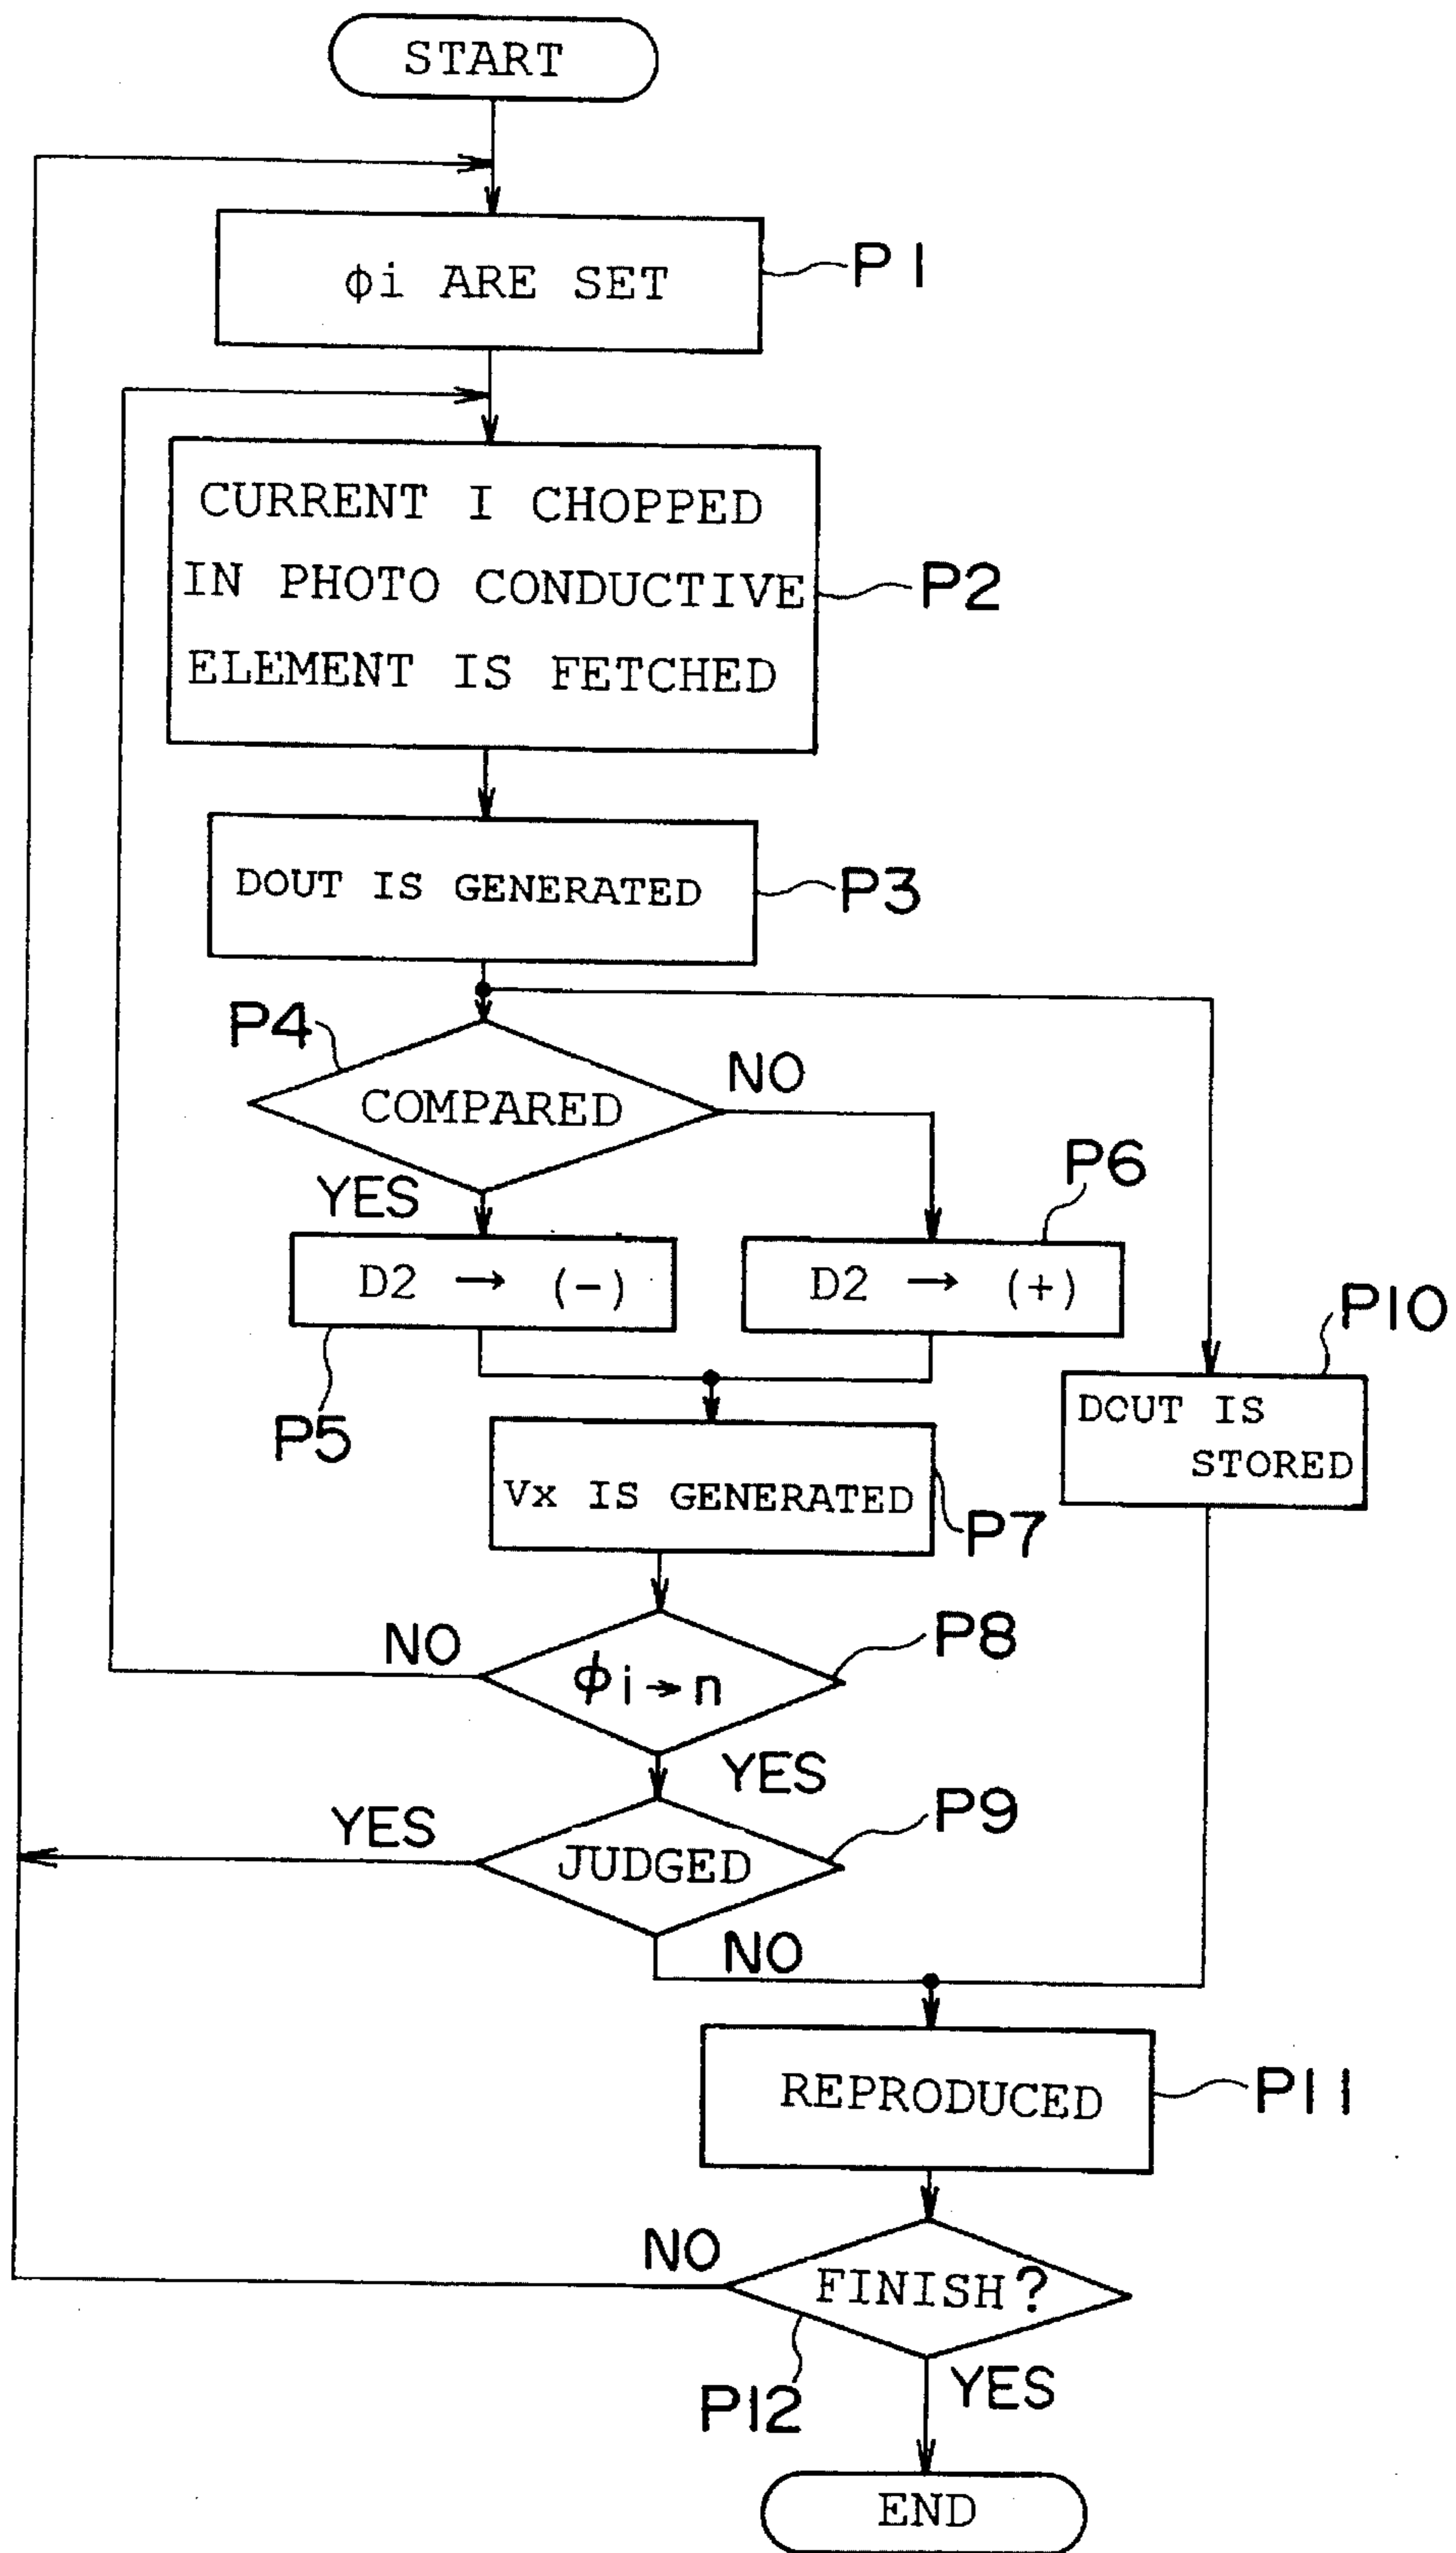 START
φi ARE SET
P1
CURRENT I CHOPPED
IN PHOTO CONDUCTIVE
ELEMENT IS FETCHED
P2
DOUT IS GENERATED
P3
P4
COMPARED
NO
YES
P6
D2 → (-)
D2 → (+)
P5
P10
DOUT IS
STORED
Vx IS GENERATED
P7
NO
φi→n
P8
YES
YES
JUDGED
P9
NO
REPRODUCED
P11
NO
FINISH?
P12
YES
END